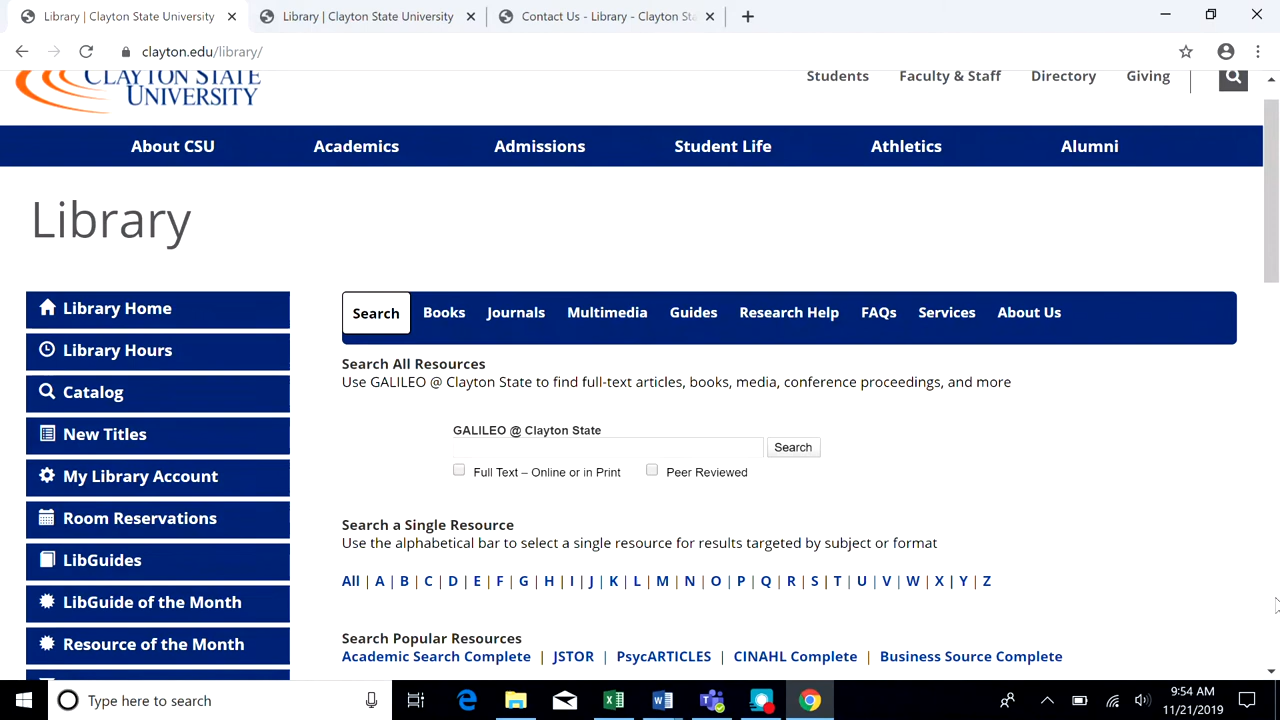 Library | Clayton State University
Library | Clayton State University
Contact Us - Library - Clayton Sta
clayton.edu/library/
CLAYTON STATE
UNIVERSITY
Students Faculty & Staff Directory Giving
About CSU Academics Admissions Student Life Athletics Alumni
Library
Library Home
Library Hours
Catalog
New Titles
My Library Account
Room Reservations
LibGuides
LibGuide of the Month
Resource of the Month
Search Books Journals Multimedia Guides Research Help FAQs Services About Us
Search All Resources
Use GALILEO @ Clayton State to find full-text articles, books, media, conference proceedings, and more
GALILEO @ Clayton State
Search
Full Text – Online or in Print Peer Reviewed
Search a Single Resource
Use the alphabetical bar to select a single resource for results targeted by subject or format
All | A | B | C | D | E | F | G | H | I | J | K | L | M | N | O | P | Q | R | S | T | U | V | W | X | Y | Z
Search Popular Resources
Academic Search Complete | JSTOR | PsycARTICLES | CINAHL Complete | Business Source Complete
Type here to search
9:54 AM
11/21/2019